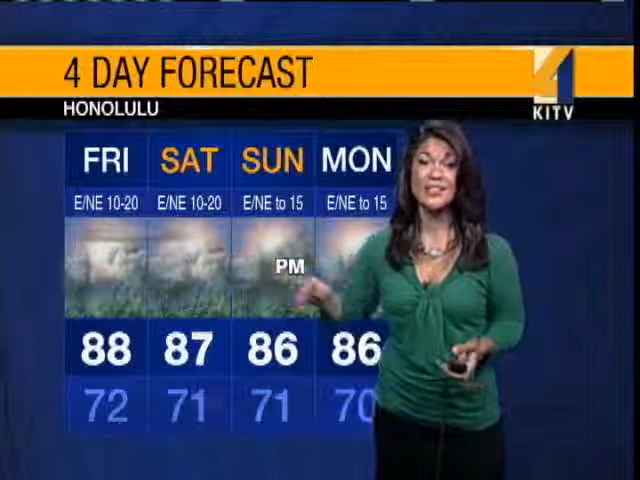 4 DAY FORECAST
4
HONOLULU
KITV
FRI SAT SUN MON
E/NE 10-20 E/NE 10-20 E/NE to 15 E/NE to 15
PM
88 87 86 86
72 71 71 70